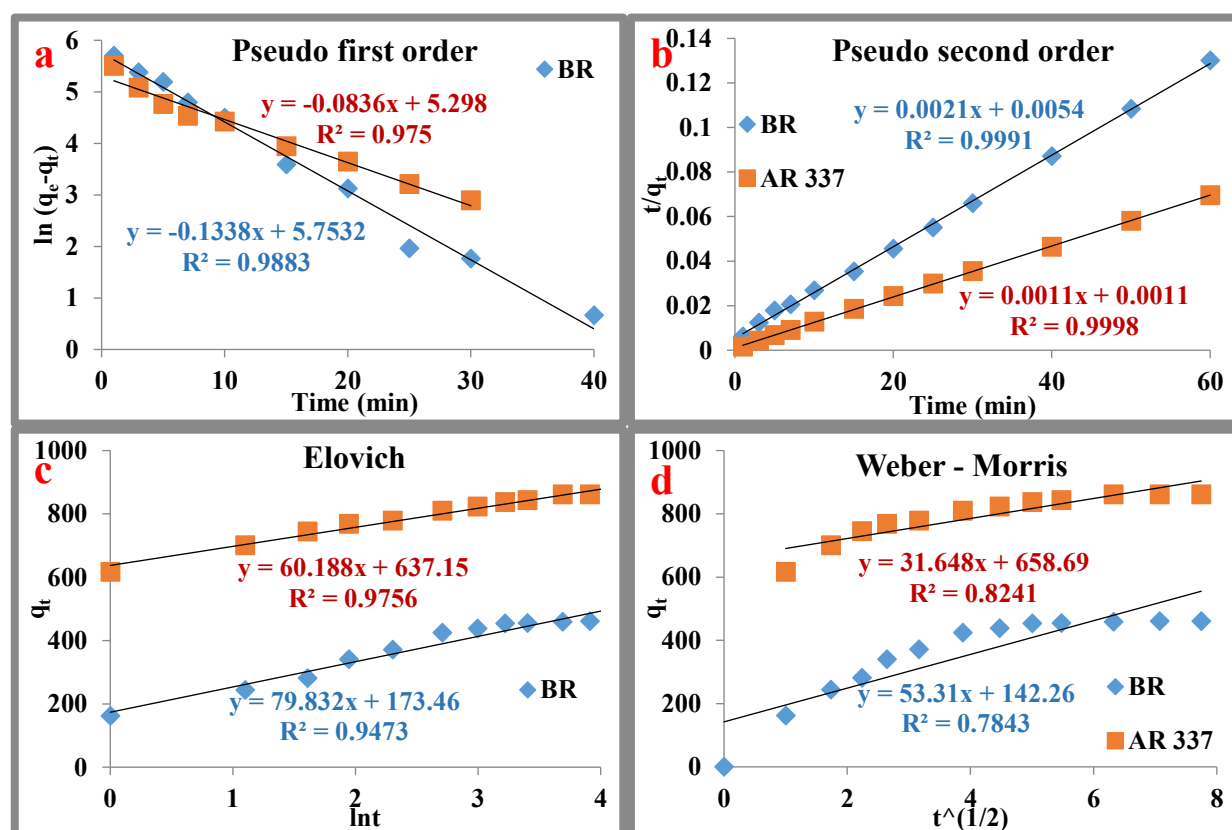 a
Pseudo first order
BR
y = -0.0836x + 5.298
R² = 0.975
y = -0.1338x + 5.7532
R² = 0.9883
ln (qₑ-qₜ)
6
5
4
3
2
1
0
0 10 20 30 40
Time (min)
b
Pseudo second order
BR
AR 337
y = 0.0021x + 0.0054
R² = 0.9991
y = 0.0011x + 0.0011
R² = 0.9998
t/qₜ
0.14
0.12
0.1
0.08
0.06
0.04
0.02
0
0 20 40 60
Time (min)
c
Elovich
y = 60.188x + 637.15
R² = 0.9756
y = 79.832x + 173.46
R² = 0.9473
BR
qₜ
1000
800
600
400
200
0
0 1 2 3 4
lnt
d
Weber - Morris
y = 31.648x + 658.69
R² = 0.8241
y = 53.31x + 142.26
R² = 0.7843
BR
AR 337
qₜ
1000
800
600
400
200
0
0 2 4 6 8
t^(1/2)